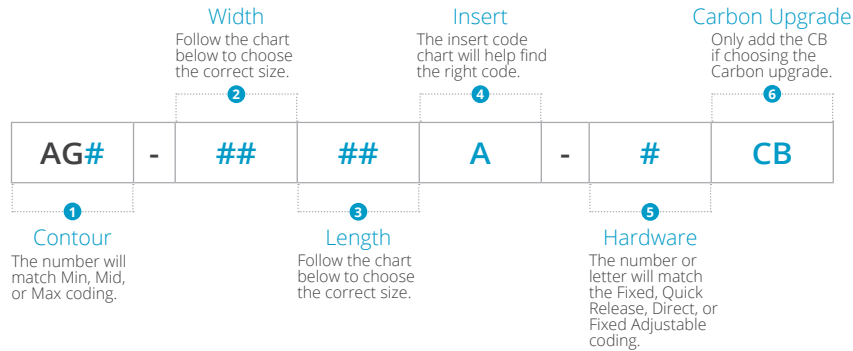 Width
Follow the chart
below to choose
the correct size.
2
Insert
The insert code
chart will help find
the right code.
4
Carbon Upgrade
Only add the CB
if choosing the
Carbon upgrade.
6
AG# - ## ## A - # CB
1
Contour
The number will
match Min, Mid,
or Max coding.
3
Length
Follow the chart
below to choose
the correct size.
5
Hardware
The number or
letter will match
the Fixed, Quick
Release, Direct, or
Fixed Adjustable
coding.